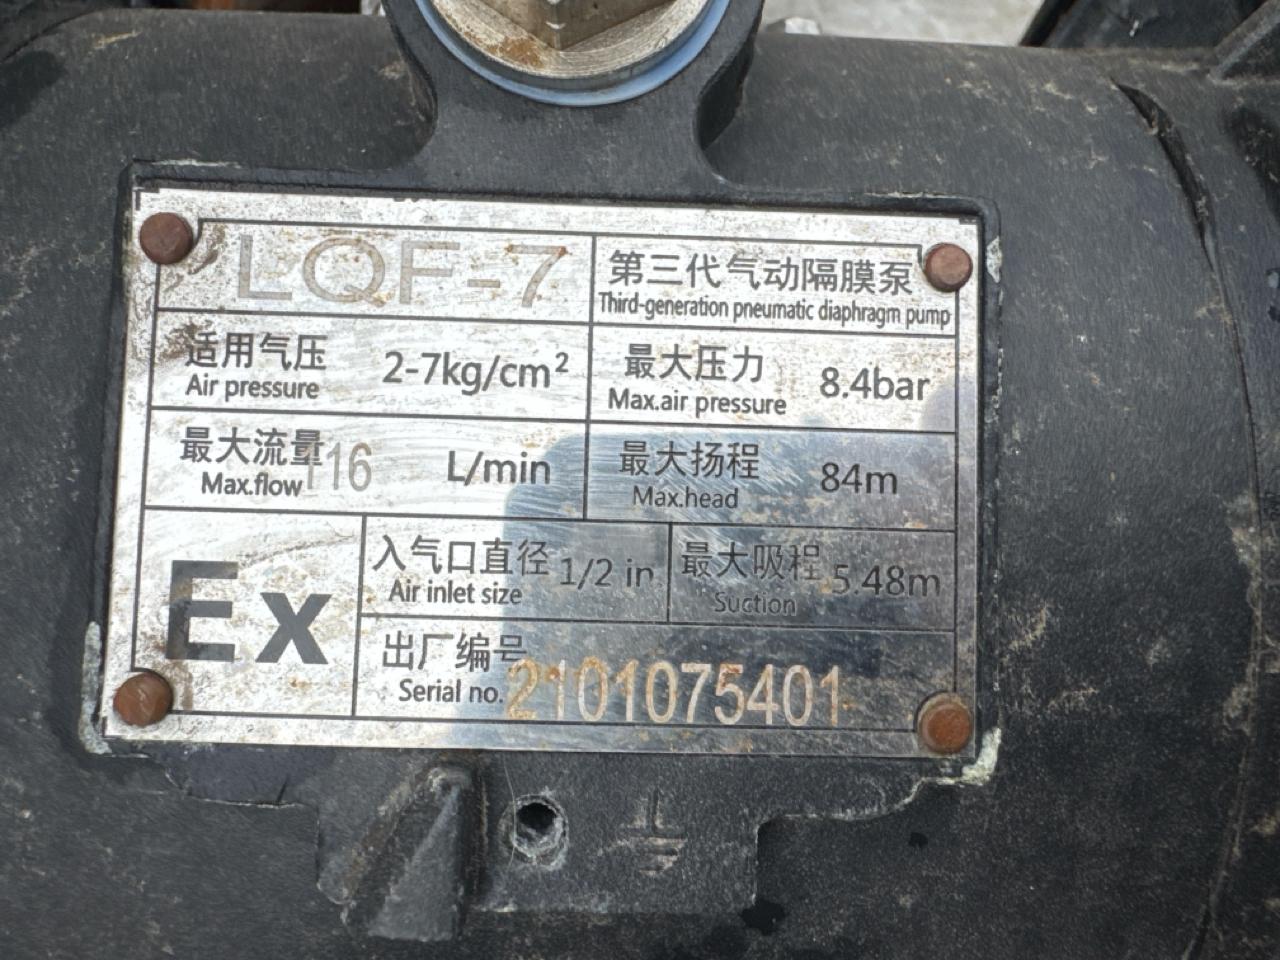 LQF-7
第三代气动隔膜泵
Third-generation pneumatic diaphragm pump
适用气压 2-7kg/cm²
Air pressure
最大压力 8.4bar
Max.air pressure
最大流量116 L/min
Max.flow
最大扬程 84m
Max.head
Ex
入气口直径 1/2 in
Air inlet size
最大吸程 5.48m
Suction
出厂编号
Serial no. 2101075401